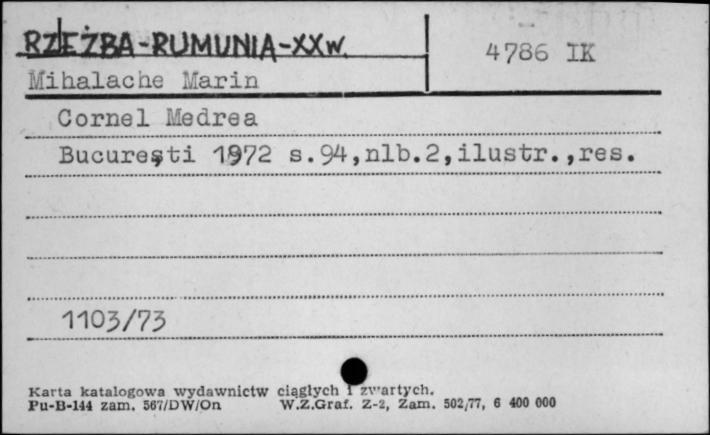 RZEŹBA-RUMUNIA-XXw.
4786 IK
Mihalache Marin
Cornel Medrea
București 1972 s.94,nlb.2,ilustr.,res.
1103/73
Karta katalogowa wydawnictw ciągłych i zwartych.
Pu-B-144 zam. 567/DW/On W.Z.Graf. Z-2, Zam. 502/77, 6 400 000